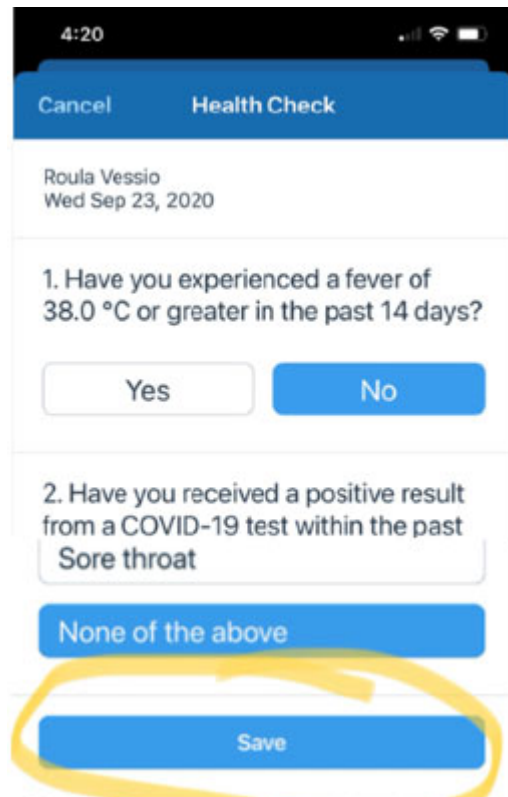 4:20
Cancel Health Check
Roula Vessio
Wed Sep 23, 2020
1. Have you experienced a fever of
38.0 °C or greater in the past 14 days?
Yes No
2. Have you received a positive result
from a COVID-19 test within the past
Sore throat
None of the above
Save